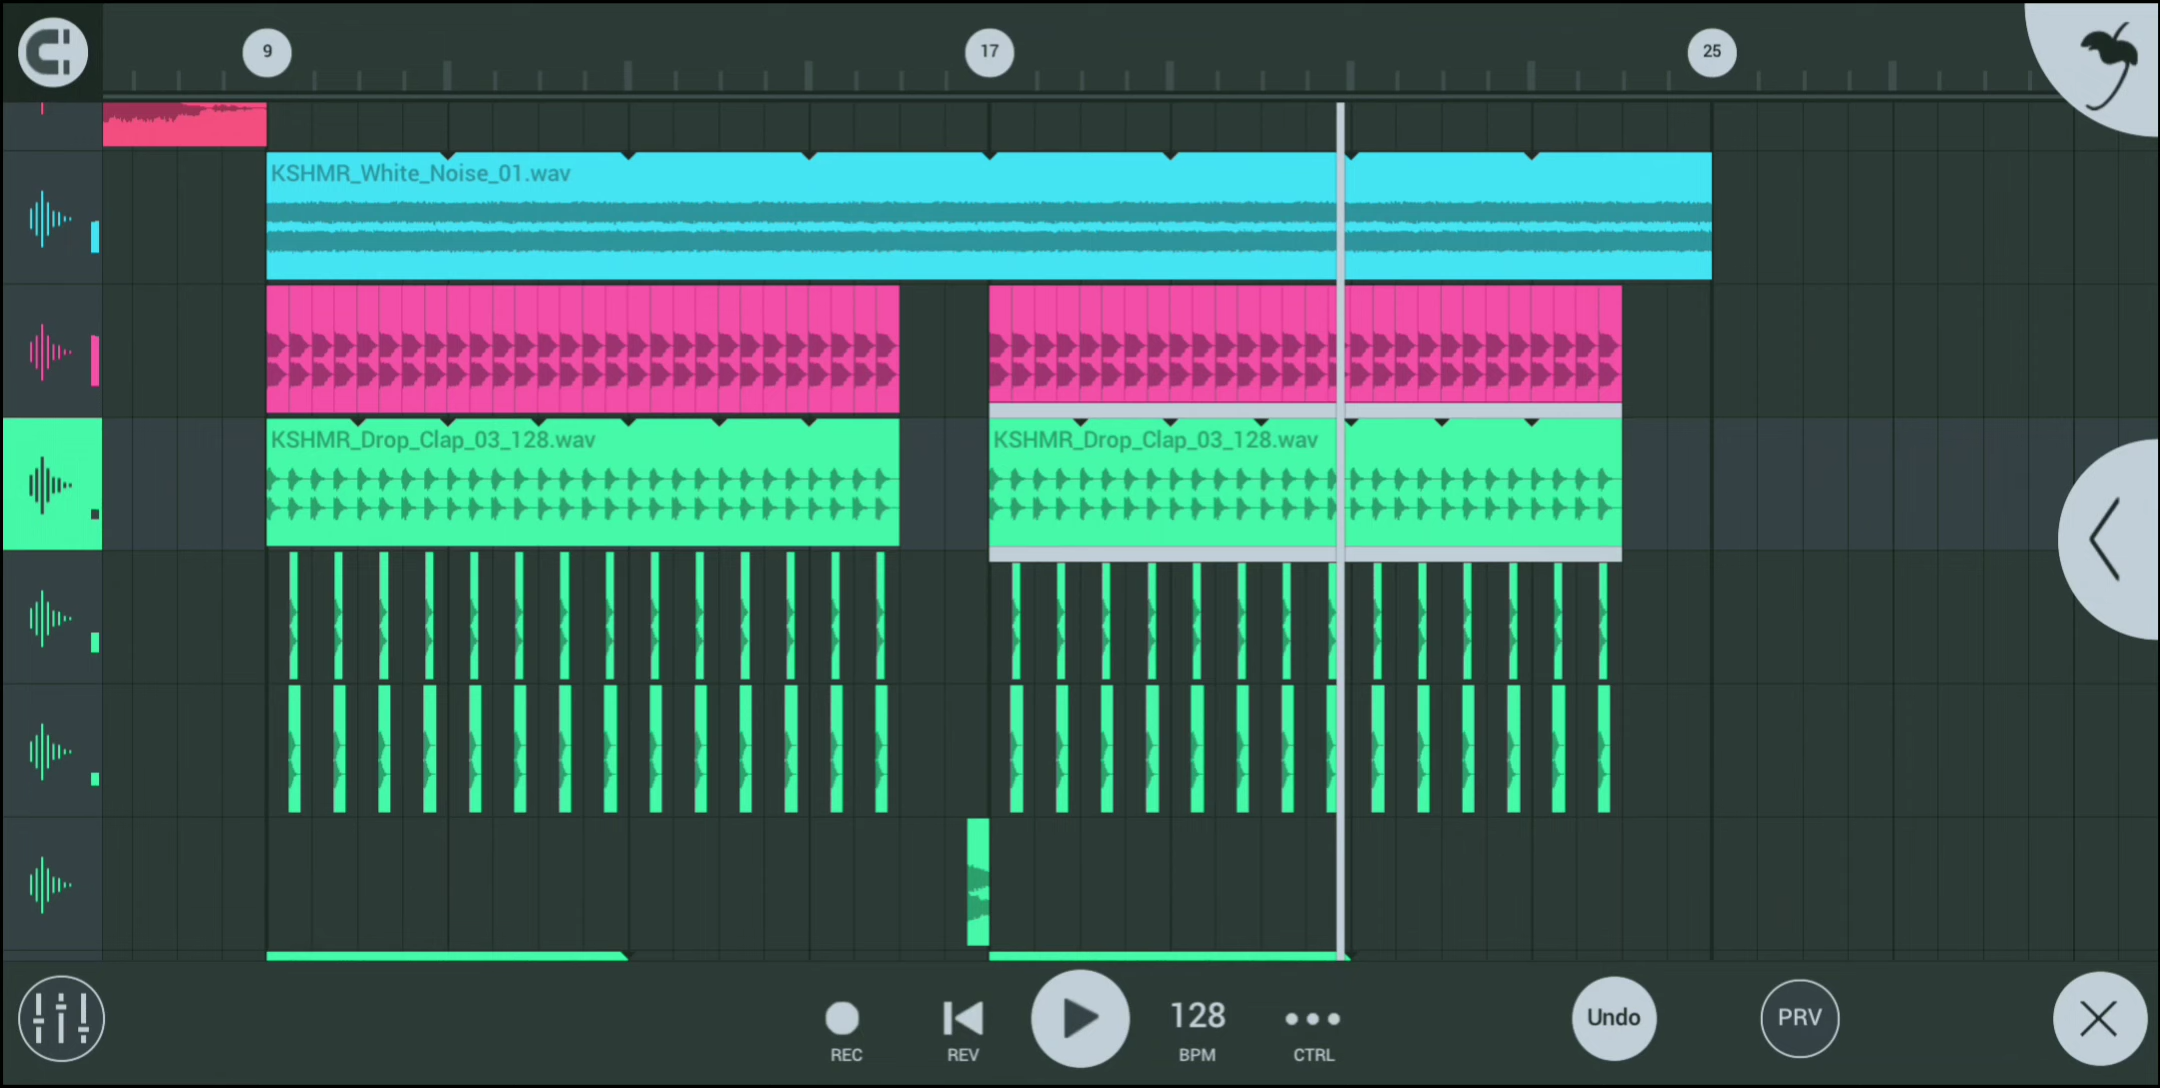 9
17
25
KSHMR_White_Noise_01.wav
KSHMR_Drop_Clap_03_128.wav
KSHMR_Drop_Clap_03_128.wav
REC
REV
128
BPM
CTRL
Undo
PRV